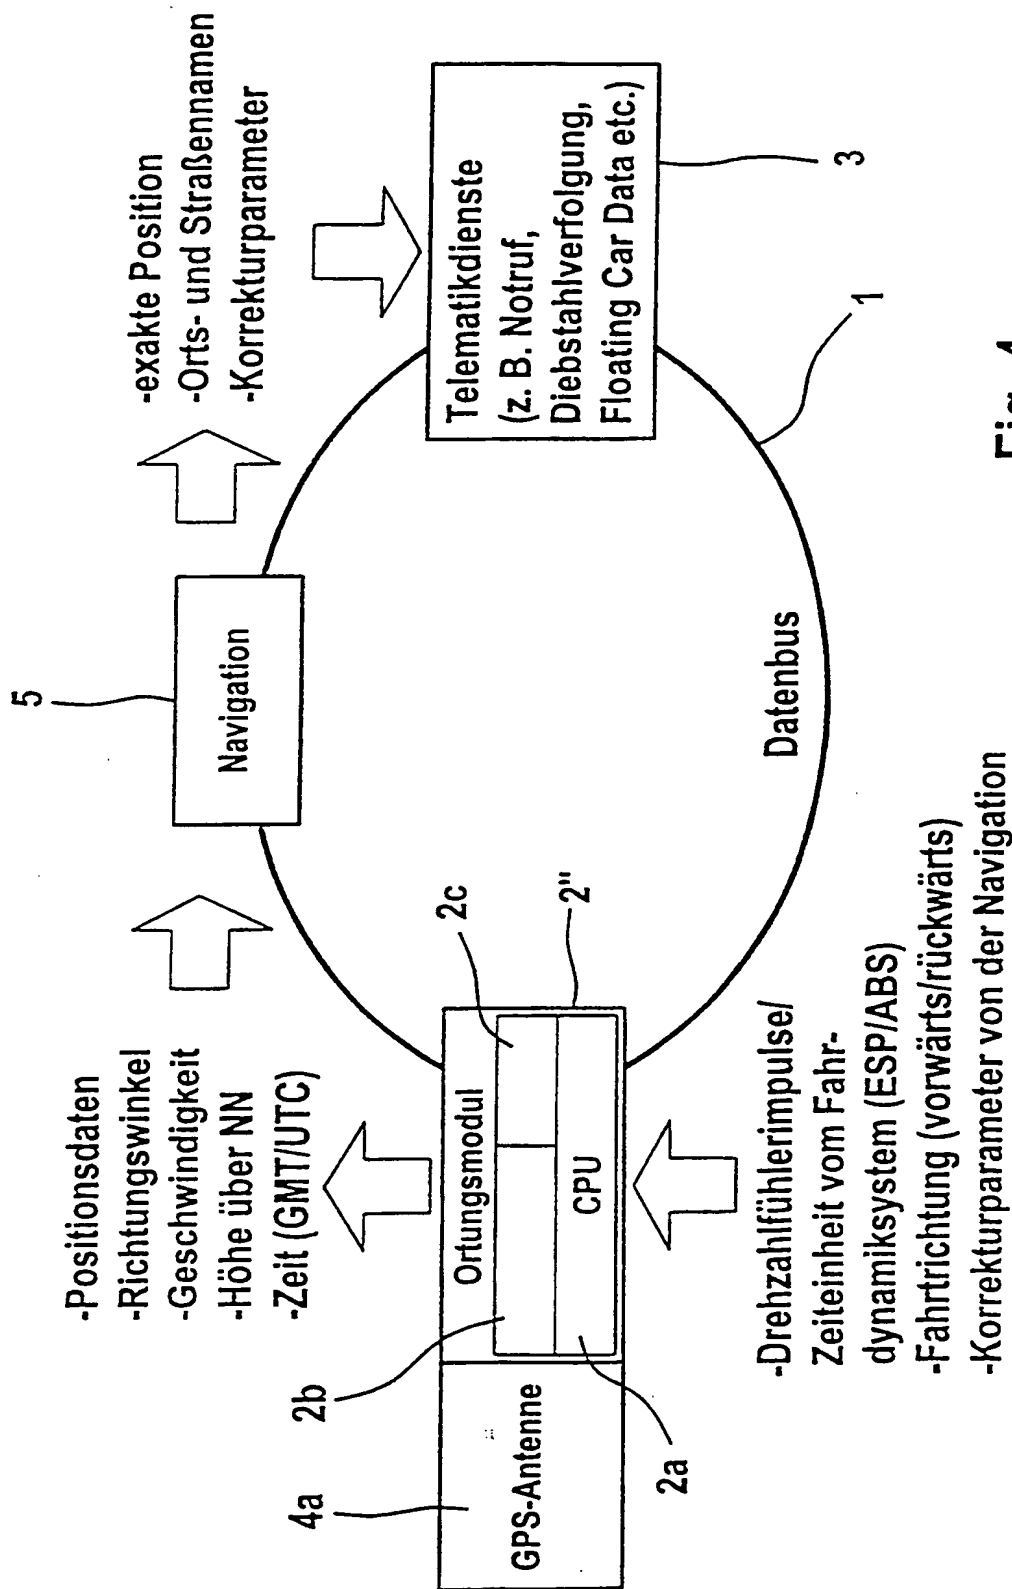 5
Navigation
-exakte Position
-Orts- und Straßennamen
-Korrekturparameter
-Positionsdaten
-Richtungswinkel
-Geschwindigkeit
-Höhe über NN
-Zeit (GMT/UTC)
4a
2b
2c
2"
GPS-Antenne
Ortungsmodul
CPU
2a
Telematikdienste
(z. B. Notruf,
Diebstahlverfolgung,
Floating Car Data etc.)
3
1
Datenbus
-Drehzahlfühlerimpulse/
Zeiteinheit vom Fahr-
dynamiksystem (ESP/ABS)
-Fahrtrichtung (vorwärts/rückwärts)
-Korrekturparameter von der Navigation